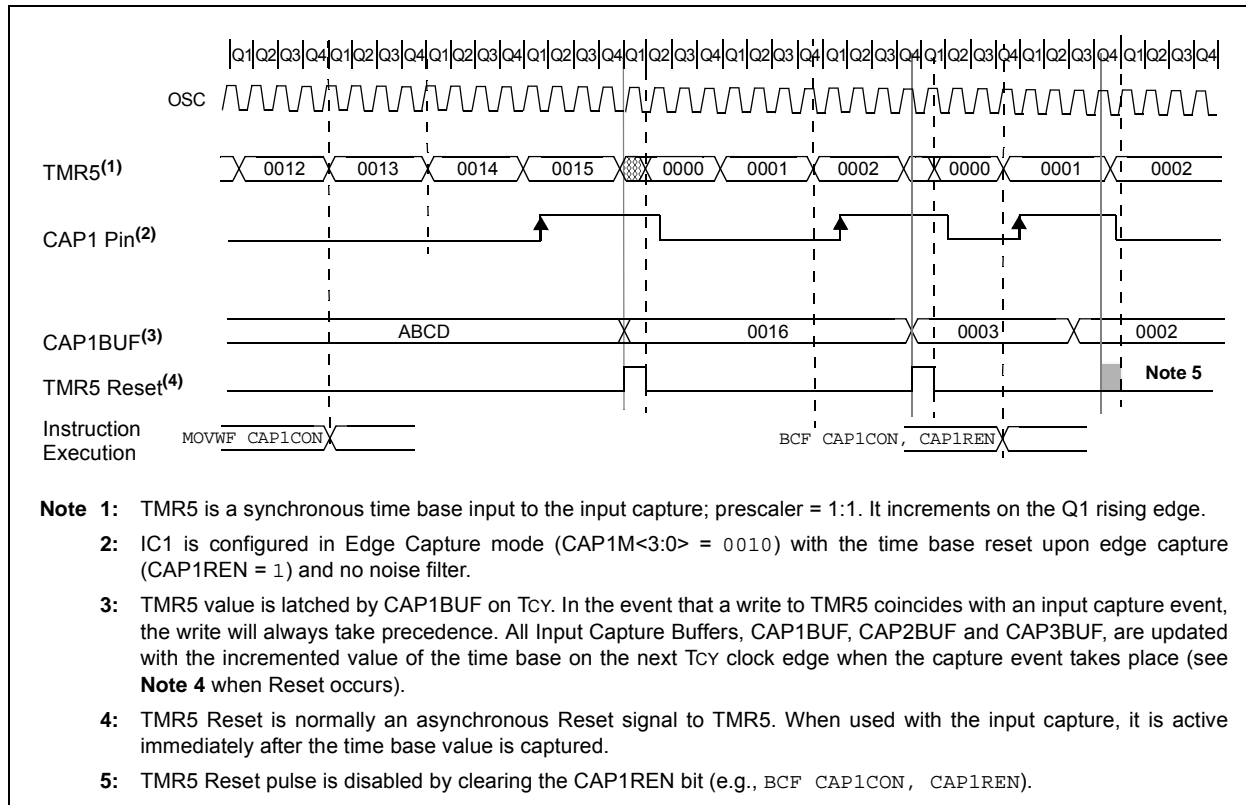 Q1 Q2 Q3 Q4 Q1 Q2 Q3 Q4 Q1 Q2 Q3 Q4 Q1 Q2 Q3 Q4 Q1 Q2 Q3 Q4 Q1 Q2 Q3 Q4 Q1 Q2 Q3 Q4 Q1 Q2 Q3 Q4 Q1 Q2 Q3 Q4 Q1 Q2 Q3 Q4
OSC
TMR5(1) 0012 0013 0014 0015 0000 0001 0002 0000 0001 0002
CAP1 Pin(2)
CAP1BUF(3) ABCD 0016 0003 0002
TMR5 Reset(4) Note 5
Instruction
Execution
MOVWF CAP1CON BCF CAP1CON, CAP1REN
Note 1: TMR5 is a synchronous time base input to the input capture; prescaler = 1:1. It increments on the Q1 rising edge.
2: IC1 is configured in Edge Capture mode (CAP1M<3:0> = 0010) with the time base reset upon edge capture
(CAP1REN = 1) and no noise filter.
3: TMR5 value is latched by CAP1BUF on TCY. In the event that a write to TMR5 coincides with an input capture event,
the write will always take precedence. All Input Capture Buffers, CAP1BUF, CAP2BUF and CAP3BUF, are updated
with the incremented value of the time base on the next TCY clock edge when the capture event takes place (see
Note 4 when Reset occurs).
4: TMR5 Reset is normally an asynchronous Reset signal to TMR5. When used with the input capture, it is active
immediately after the time base value is captured.
5: TMR5 Reset pulse is disabled by clearing the CAP1REN bit (e.g., BCF CAP1CON, CAP1REN).